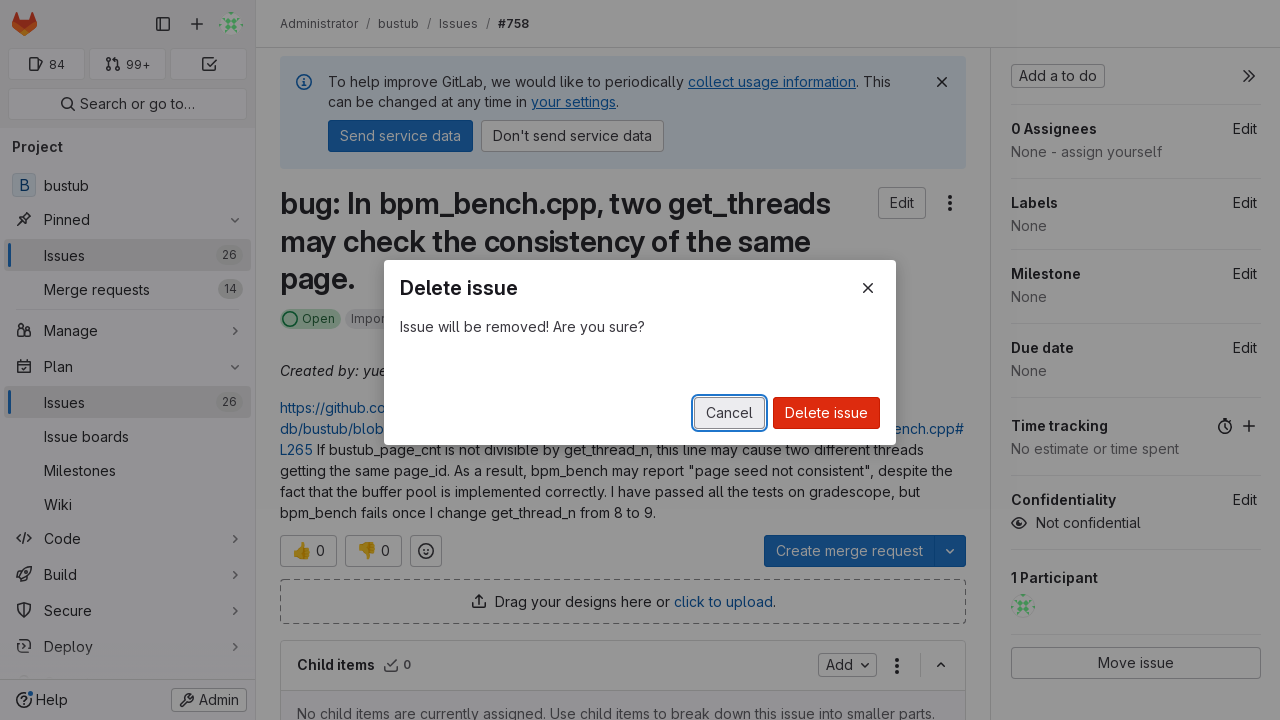 Administrator / bustub / Issues / #758
84
99+
Search or go to…
Project
B bustub
Pinned
Issues 26
Merge requests 14
Manage
Plan
Issues 26
Issue boards
Milestones
Wiki
Code
Build
Secure
Deploy
Help
Admin
To help improve GitLab, we would like to periodically collect usage information. This
can be changed at any time in your settings.
Send service data
Don't send service data
bug: In bpm_bench.cpp, two get_threads
may check the consistency of the same
page.
Edit
Open
Delete issue
Issue will be removed! Are you sure?
Cancel
Delete issue
Created by:
db/bustub/blob
L265 If bustub_page_cnt is not divisible by get_thread_n, this line may cause two different threads
getting the same page_id. As a result, bpm_bench may report "page seed not consistent", despite the
fact that the buffer pool is implemented correctly. I have passed all the tests on gradescope, but
bpm_bench fails once I change get_thread_n from 8 to 9.
👍 0
👎 0
Create merge request
Drag your designs here or click to upload.
Child items 0
Add
No child items are currently assigned. Use child items to break down this issue into smaller parts.
Add a to do
0 Assignees Edit
None - assign yourself
Labels Edit
None
Milestone Edit
None
Due date Edit
None
Time tracking
No estimate or time spent
Confidentiality Edit
Not confidential
1 Participant
Move issue